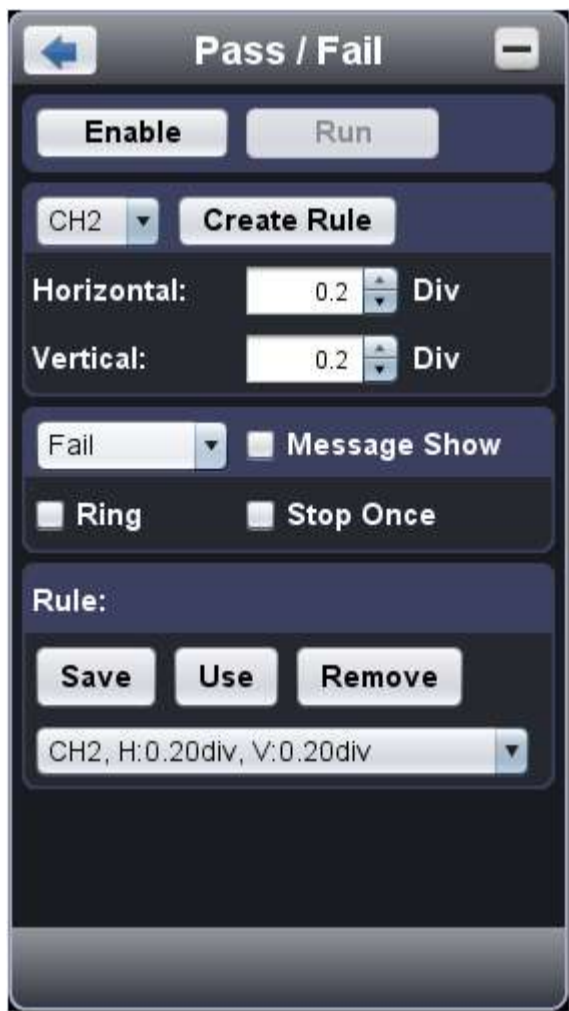 Pass / Fail
Enable Run
CH2 Create Rule
Horizontal: 0.2 Div
Vertical: 0.2 Div
Fail Message Show
Ring Stop Once
Rule:
Save Use Remove
CH2, H:0.20div, V:0.20div